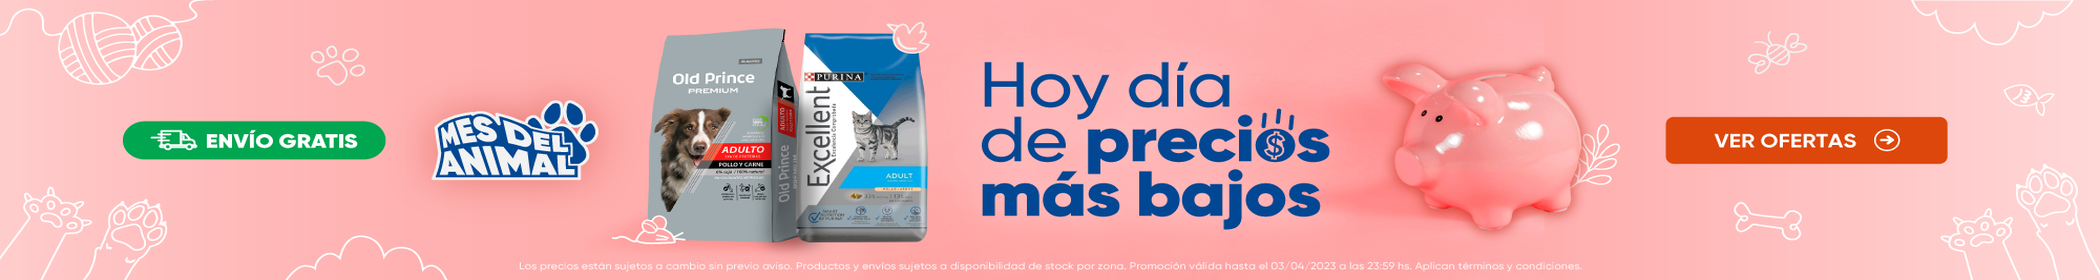 ENVÍO GRATIS
MES DEL
ANIMAL
Old Prince
PREMIUM
ADULTO
POLLO Y CARNE
Old Prince
ADULTO
PURINA
Excellent
ADULT
Hoy día
de precios
más bajos
VER OFERTAS
Los precios están sujetos a cambio sin previo aviso. Productos y envíos sujetos a disponibilidad de stock por zona. Promoción válida hasta el 03/04/2023 a las 23:59 hs. Aplican términos y condiciones.